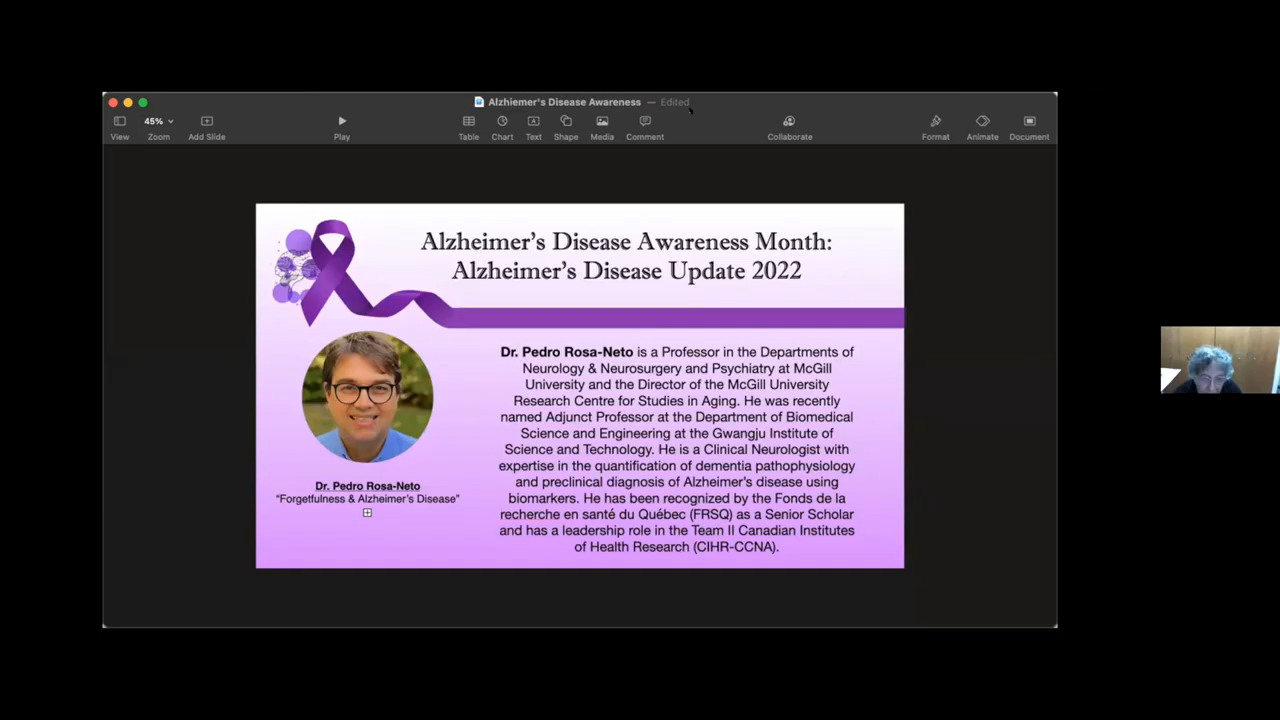 Alzhiemer's Disease Awareness — Edited
45%
View
Zoom
Add Slide
Play
Table
Chart
Text
Shape
Media
Comment
Collaborate
Format
Animate
Document
Alzheimer's Disease Awareness Month:
Alzheimer's Disease Update 2022
Dr. Pedro Rosa-Neto
"Forgetfulness & Alzheimer's Disease"
Dr. Pedro Rosa-Neto is a Professor in the Departments of
Neurology & Neurosurgery and Psychiatry at McGill
University and the Director of the McGill University
Research Centre for Studies in Aging. He was recently
named Adjunct Professor at the Department of Biomedical
Science and Engineering at the Gwangju Institute of
Science and Technology. He is a Clinical Neurologist with
expertise in the quantification of dementia pathophysiology
and preclinical diagnosis of Alzheimer's disease using
biomarkers. He has been recognized by the Fonds de la
recherche en santé du Québec (FRSQ) as a Senior Scholar
and has a leadership role in the Team II Canadian Institutes
of Health Research (CIHR-CCNA).